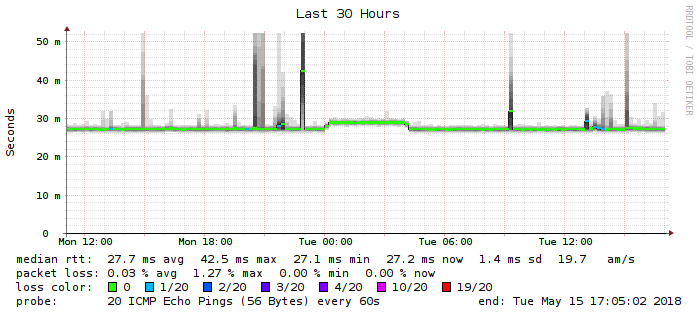 Last 30 Hours
RRDTOOL / TOBI OETIKER
Seconds
50 m
40 m
30 m
20 m
10 m
0
Mon 12:00 Mon 18:00 Tue 00:00 Tue 06:00 Tue 12:00
median rtt: 27.7 ms avg 42.5 ms max 27.1 ms min 27.2 ms now 1.4 ms sd 19.7 am/s
packet loss: 0.03 % avg 1.27 % max 0.00 % min 0.00 % now
loss color: 0 1/20 2/20 3/20 4/20 10/20 19/20
probe: 20 ICMP Echo Pings (56 Bytes) every 60s end: Tue May 15 17:05:02 2018